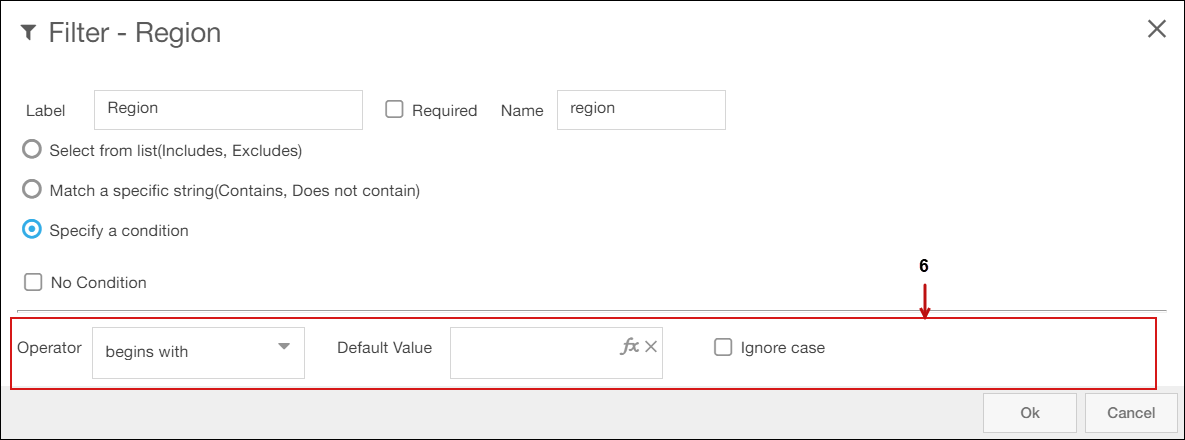 Filter - Region
Label Region Required Name region
Select from list(Includes, Excludes)
Match a specific string(Contains, Does not contain)
Specify a condition
No Condition
6
Operator begins with Default Value fx Ignore case
Ok Cancel